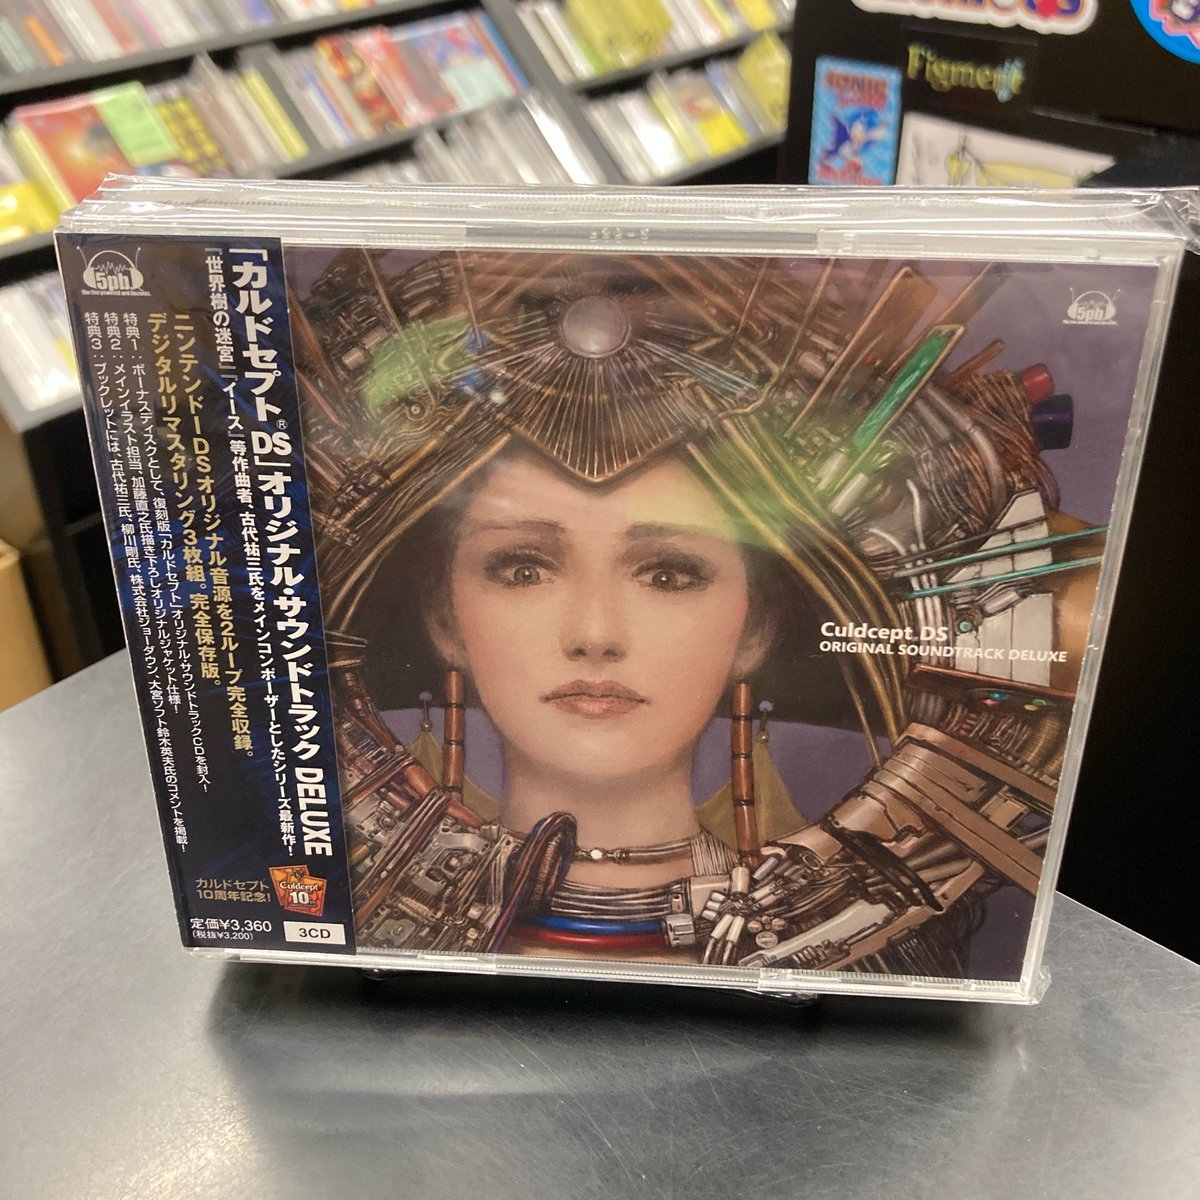 Figment
SONIC
5pb.
The live powered and Records.
「カルドセプト®DS」オリジナル・サウンドトラック DELUXE
『世界樹の迷宮』『イース』等作曲者、古代祐三氏をメインコンポーザーとしたシリーズ最新作!
ニンテンドーDSオリジナル音源を2ループ完全収録。
デジタルリマスタリング3枚組。完全保存版。
特典1:ボーナスディスクとして、復刻版「カルドセプト」オリジナル・サウンドトラックCDを封入!
特典2:メインイラスト担当、加藤直之氏描き下ろしオリジナルジャケット仕様!
特典3:ブックレットには、古代祐三氏、柳川剛氏、株式会社ジョーダウン、大宮ソフト鈴木英夫氏のコメントを掲載!
カルドセプト
10周年記念!
Culdcept
10th
定価¥3,360
(税抜¥3,200)
3CD
5pb.
Culdcept DS
ORIGINAL SOUNDTRACK DELUXE